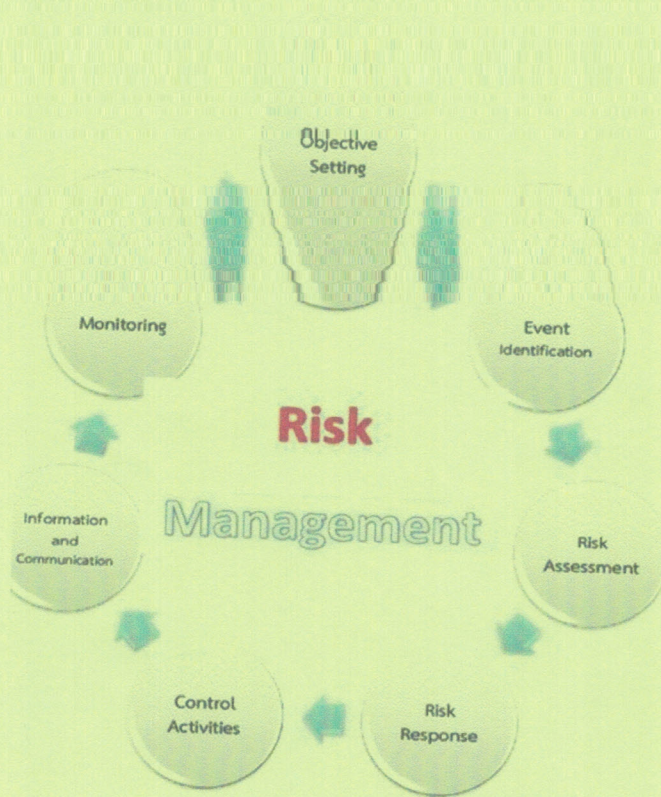 Objective
Setting
Event
Identification
Risk
Assessment
Risk
Response
Control
Activities
Information
and
Communication
Monitoring
Risk
Management